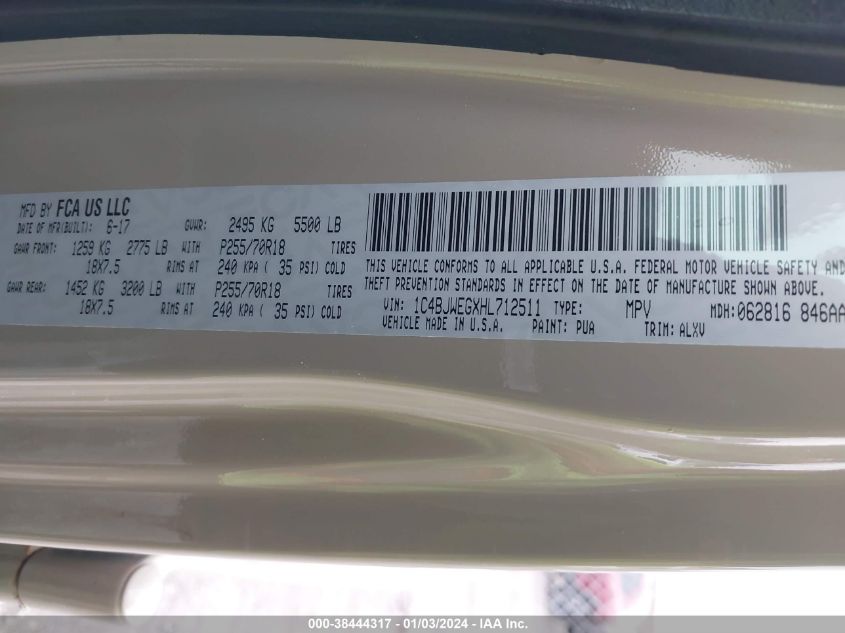 MFD BY FCA US LLC
DATE OF MFR(BUILT): 6-17 GVWR: 2495 KG 5500 LB
GAWR FRONT: 1259 KG 2775 LB WITH P255/70R18 TIRES
18X7.5 RIMS AT 240 KPA ( 35 PSI) COLD
GAWR REAR: 1452 KG 3200 LB WITH P255/70R18 TIRES
18X7.5 RIMS AT 240 KPA ( 35 PSI) COLD
THIS VEHICLE CONFORMS TO ALL APPLICABLE U.S.A. FEDERAL MOTOR VEHICLE SAFETY AND
THEFT PREVENTION STANDARDS IN EFFECT ON THE DATE OF MANUFACTURE SHOWN ABOVE.
VIN: 1C4BJWEGXHL712511 TYPE: MPV MDH:062816 846AA
VEHICLE MADE IN U.S.A. PAINT: PUA TRIM: ALXV
000-38444317 - 01/03/2024 - IAA Inc.